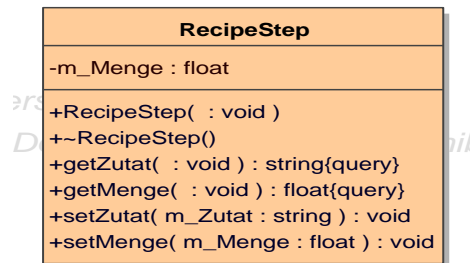 RecipeStep
-m_Menge : float
+RecipeStep( : void )
+~RecipeStep()
+getZutat( : void ) : string{query}
+getMenge( : void ) : float{query}
+setZutat( m_Zutat : string ) : void
+setMenge( m_Menge : float ) : void